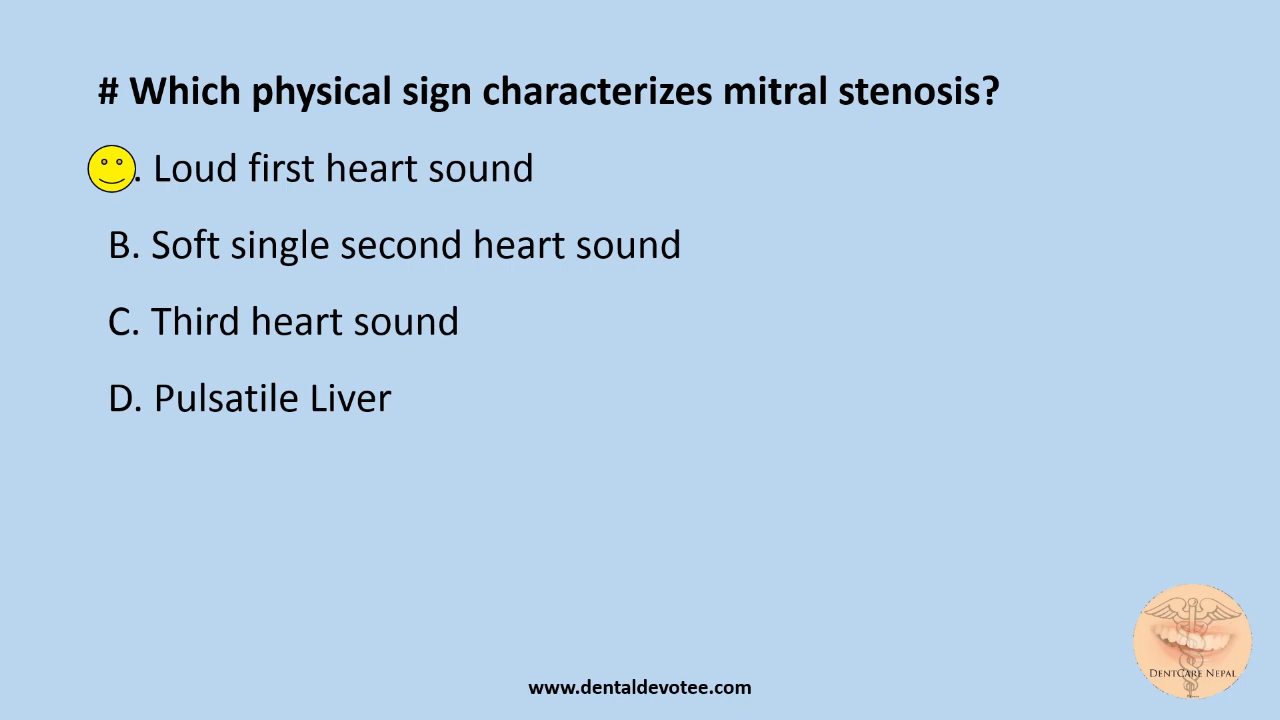 # Which physical sign characterizes mitral stenosis?
. Loud first heart sound
B. Soft single second heart sound
C. Third heart sound
D. Pulsatile Liver
DentCare Nepal
www.dentaldevotee.com